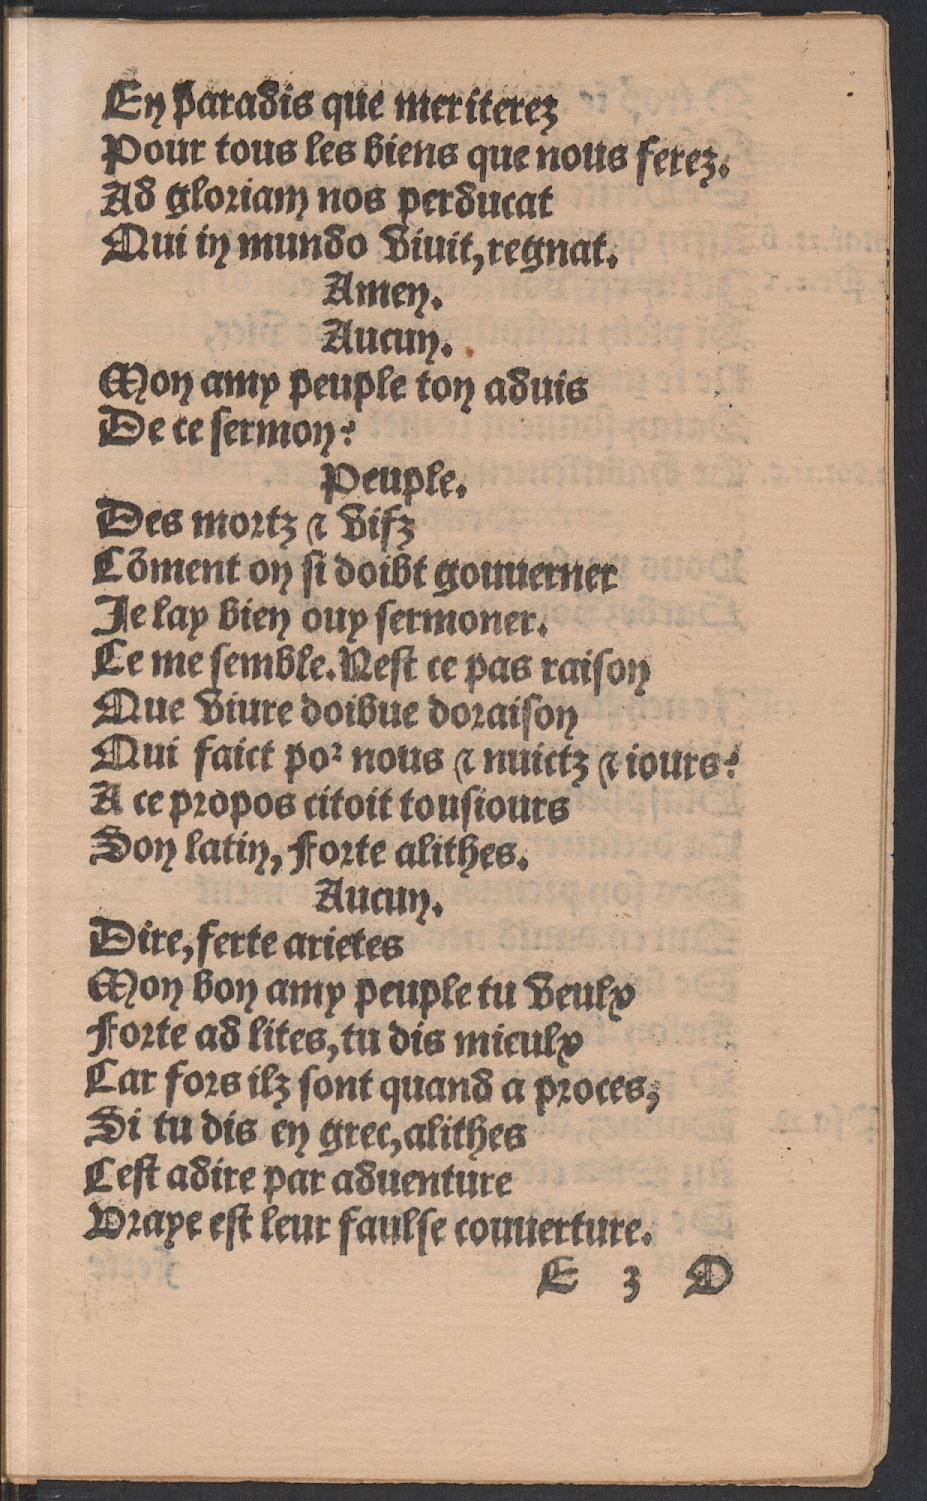 En paradis que meriterez
Pour tous les biens que nous ferez.
Ad gloriam nos perducat
Qui in mundo viuit, regnat.
Amen.
Aucun.
Mon amy peuple ton aduis
De ce sermon?
Peuple.
Des mortz ⁊ vifz
Cõment on si doibt gouuerner
Je lay bien ouy sermoner.
Ce me semble. Nest ce pas raison
Que viure doibue doraison
Qui faict poꝛ nous ⁊ nuictz ⁊ iours?
A ce propos citoit tousiours
Son latin, Forte alithes.
Aucun.
Dire, ferte arietes
Mon bon amy peuple tu veulx
Forte ad lites, tu dis mieulx
Car fors ilz sont quand a proces,
Si tu dis en grec, alithes
Cest adire par aduenture
Vraye est leur faulse couuerture.
E 3 O